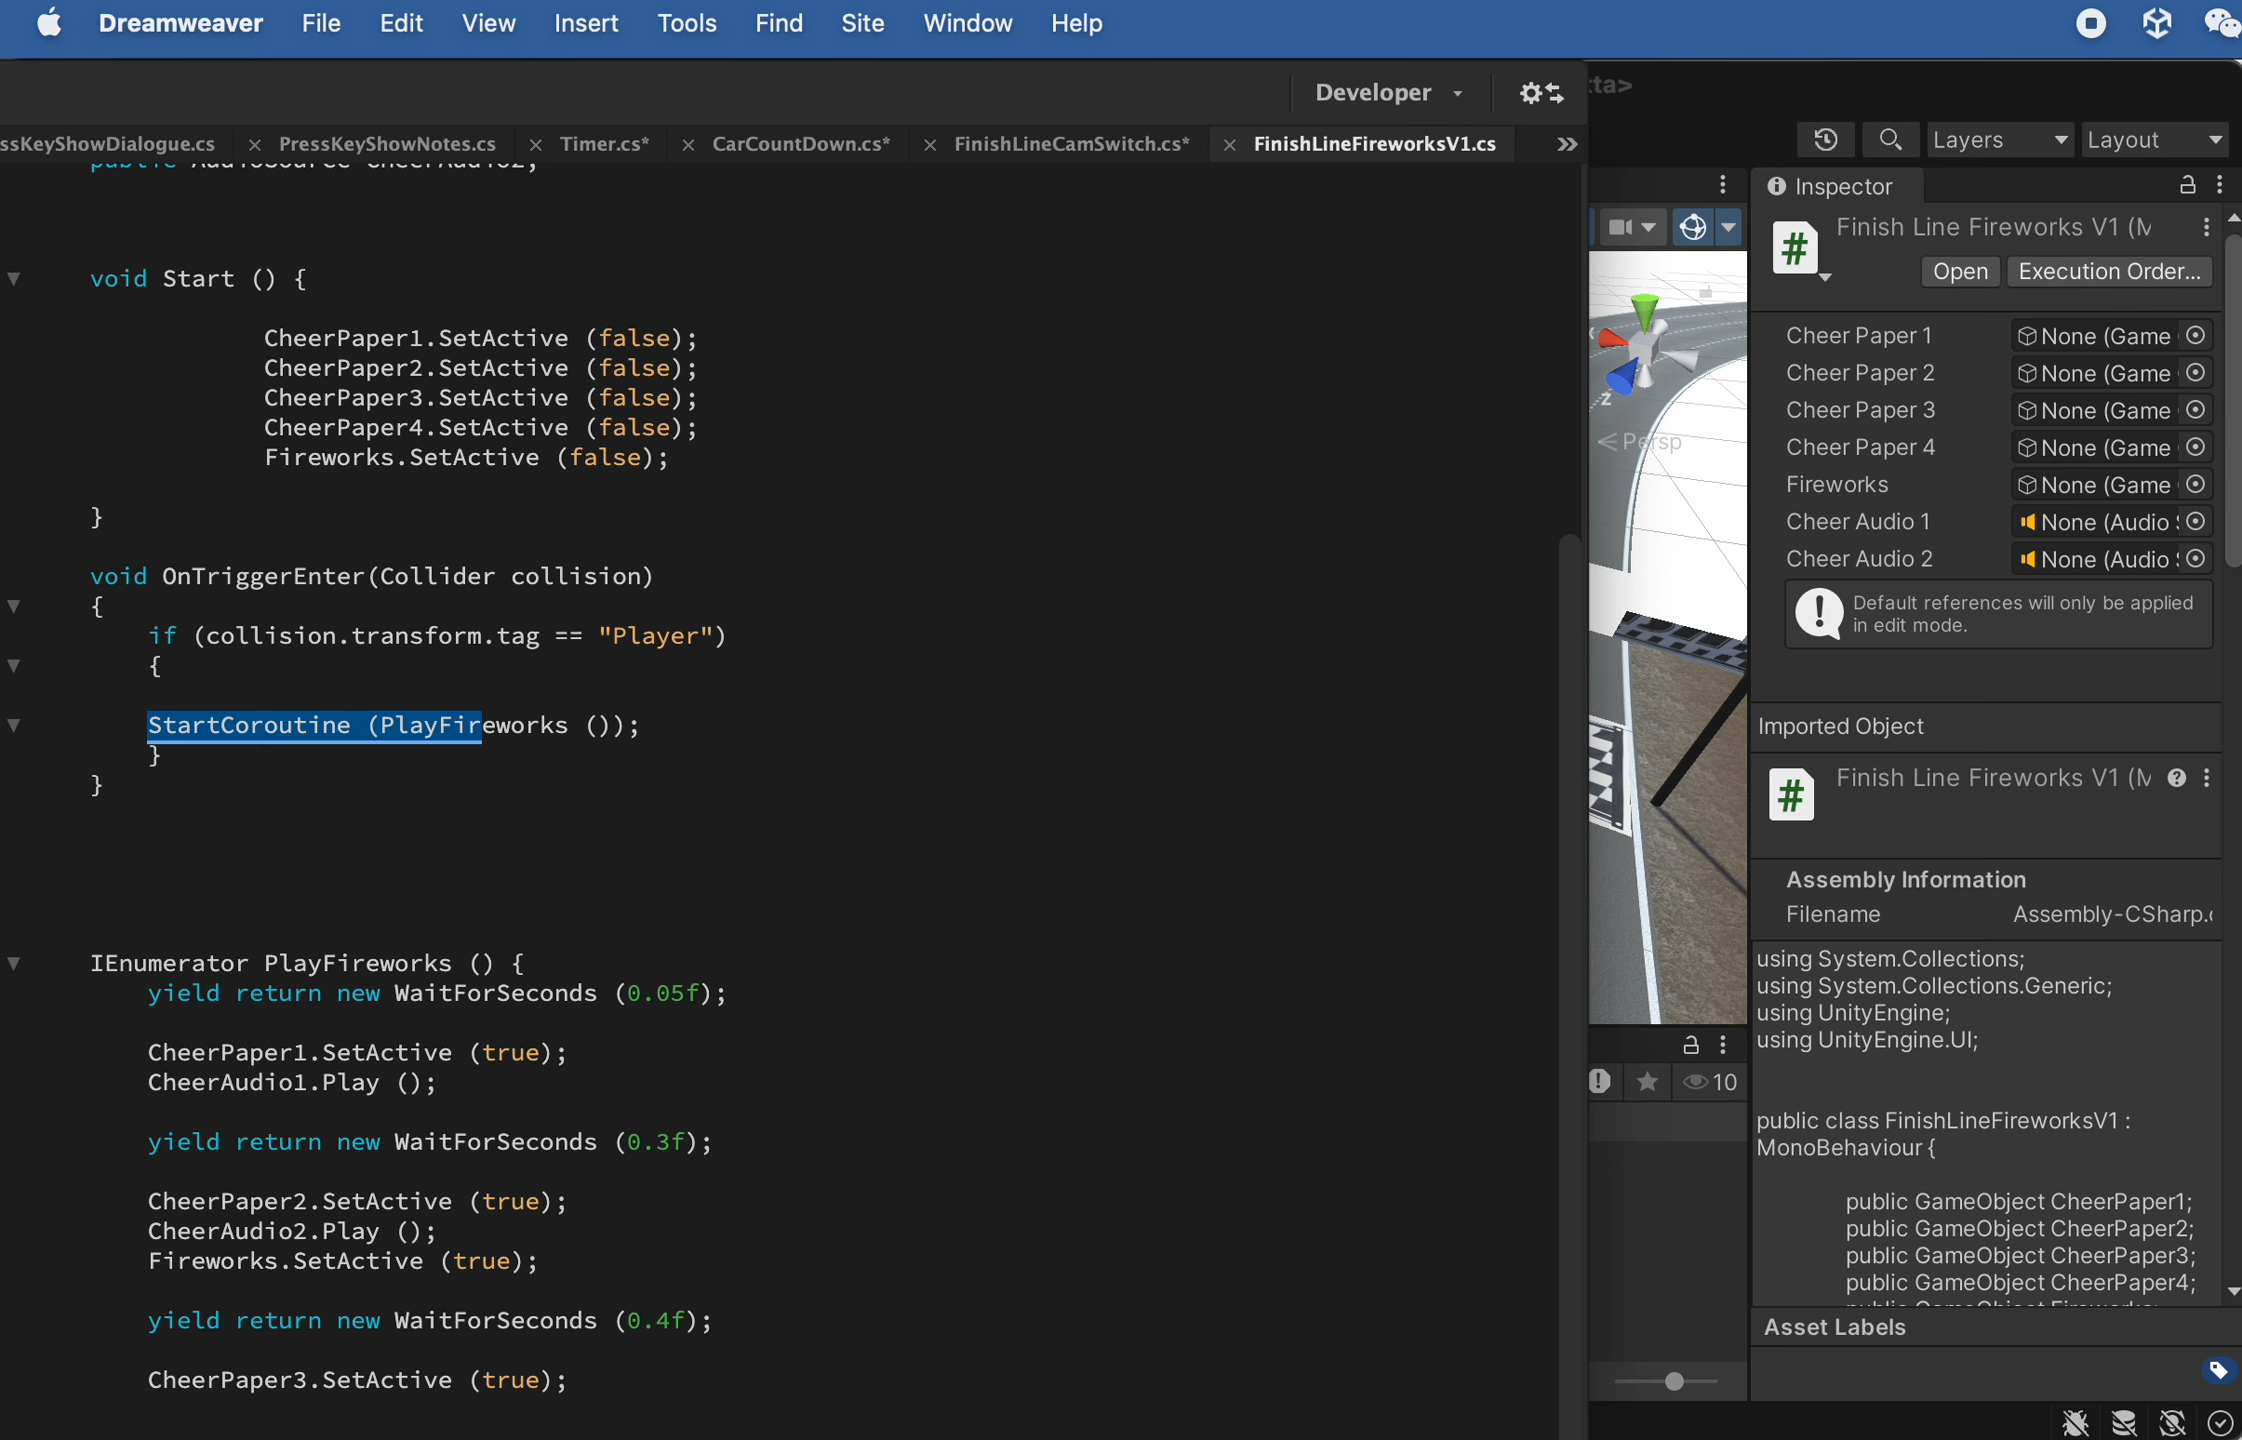 Dreamweaver File Edit View Insert Tools Find Site Window Help
Developer
ssKeyShowDialogue.cs
PressKeyShowNotes.cs
Timer.cs*
CarCountDown.cs*
FinishLineCamSwitch.cs*
FinishLineFireworksV1.cs
public AudioSource CheerAudio2;
void Start () {
CheerPaper1.SetActive (false);
CheerPaper2.SetActive (false);
CheerPaper3.SetActive (false);
CheerPaper4.SetActive (false);
Fireworks.SetActive (false);
}
void OnTriggerEnter(Collider collision)
{
if (collision.transform.tag == "Player")
{
StartCoroutine (PlayFireworks ());
}
}
IEnumerator PlayFireworks () {
yield return new WaitForSeconds (0.05f);
CheerPaper1.SetActive (true);
CheerAudio1.Play ();
yield return new WaitForSeconds (0.3f);
CheerPaper2.SetActive (true);
CheerAudio2.Play ();
Fireworks.SetActive (true);
yield return new WaitForSeconds (0.4f);
CheerPaper3.SetActive (true);
tta>
Layers
Layout
z
Persp
10
Inspector
Finish Line Fireworks V1 (M
Open
Execution Order...
Cheer Paper 1 None (Game
Cheer Paper 2 None (Game
Cheer Paper 3 None (Game
Cheer Paper 4 None (Game
Fireworks None (Game
Cheer Audio 1 None (Audio
Cheer Audio 2 None (Audio
Default references will only be applied
in edit mode.
Imported Object
Finish Line Fireworks V1 (M
Assembly Information
Filename Assembly-CSharp.
using System.Collections;
using System.Collections.Generic;
using UnityEngine;
using UnityEngine.UI;
public class FinishLineFireworksV1 :
MonoBehaviour {
public GameObject CheerPaper1;
public GameObject CheerPaper2;
public GameObject CheerPaper3;
public GameObject CheerPaper4;
public GameObject Fireworks;
Asset Labels